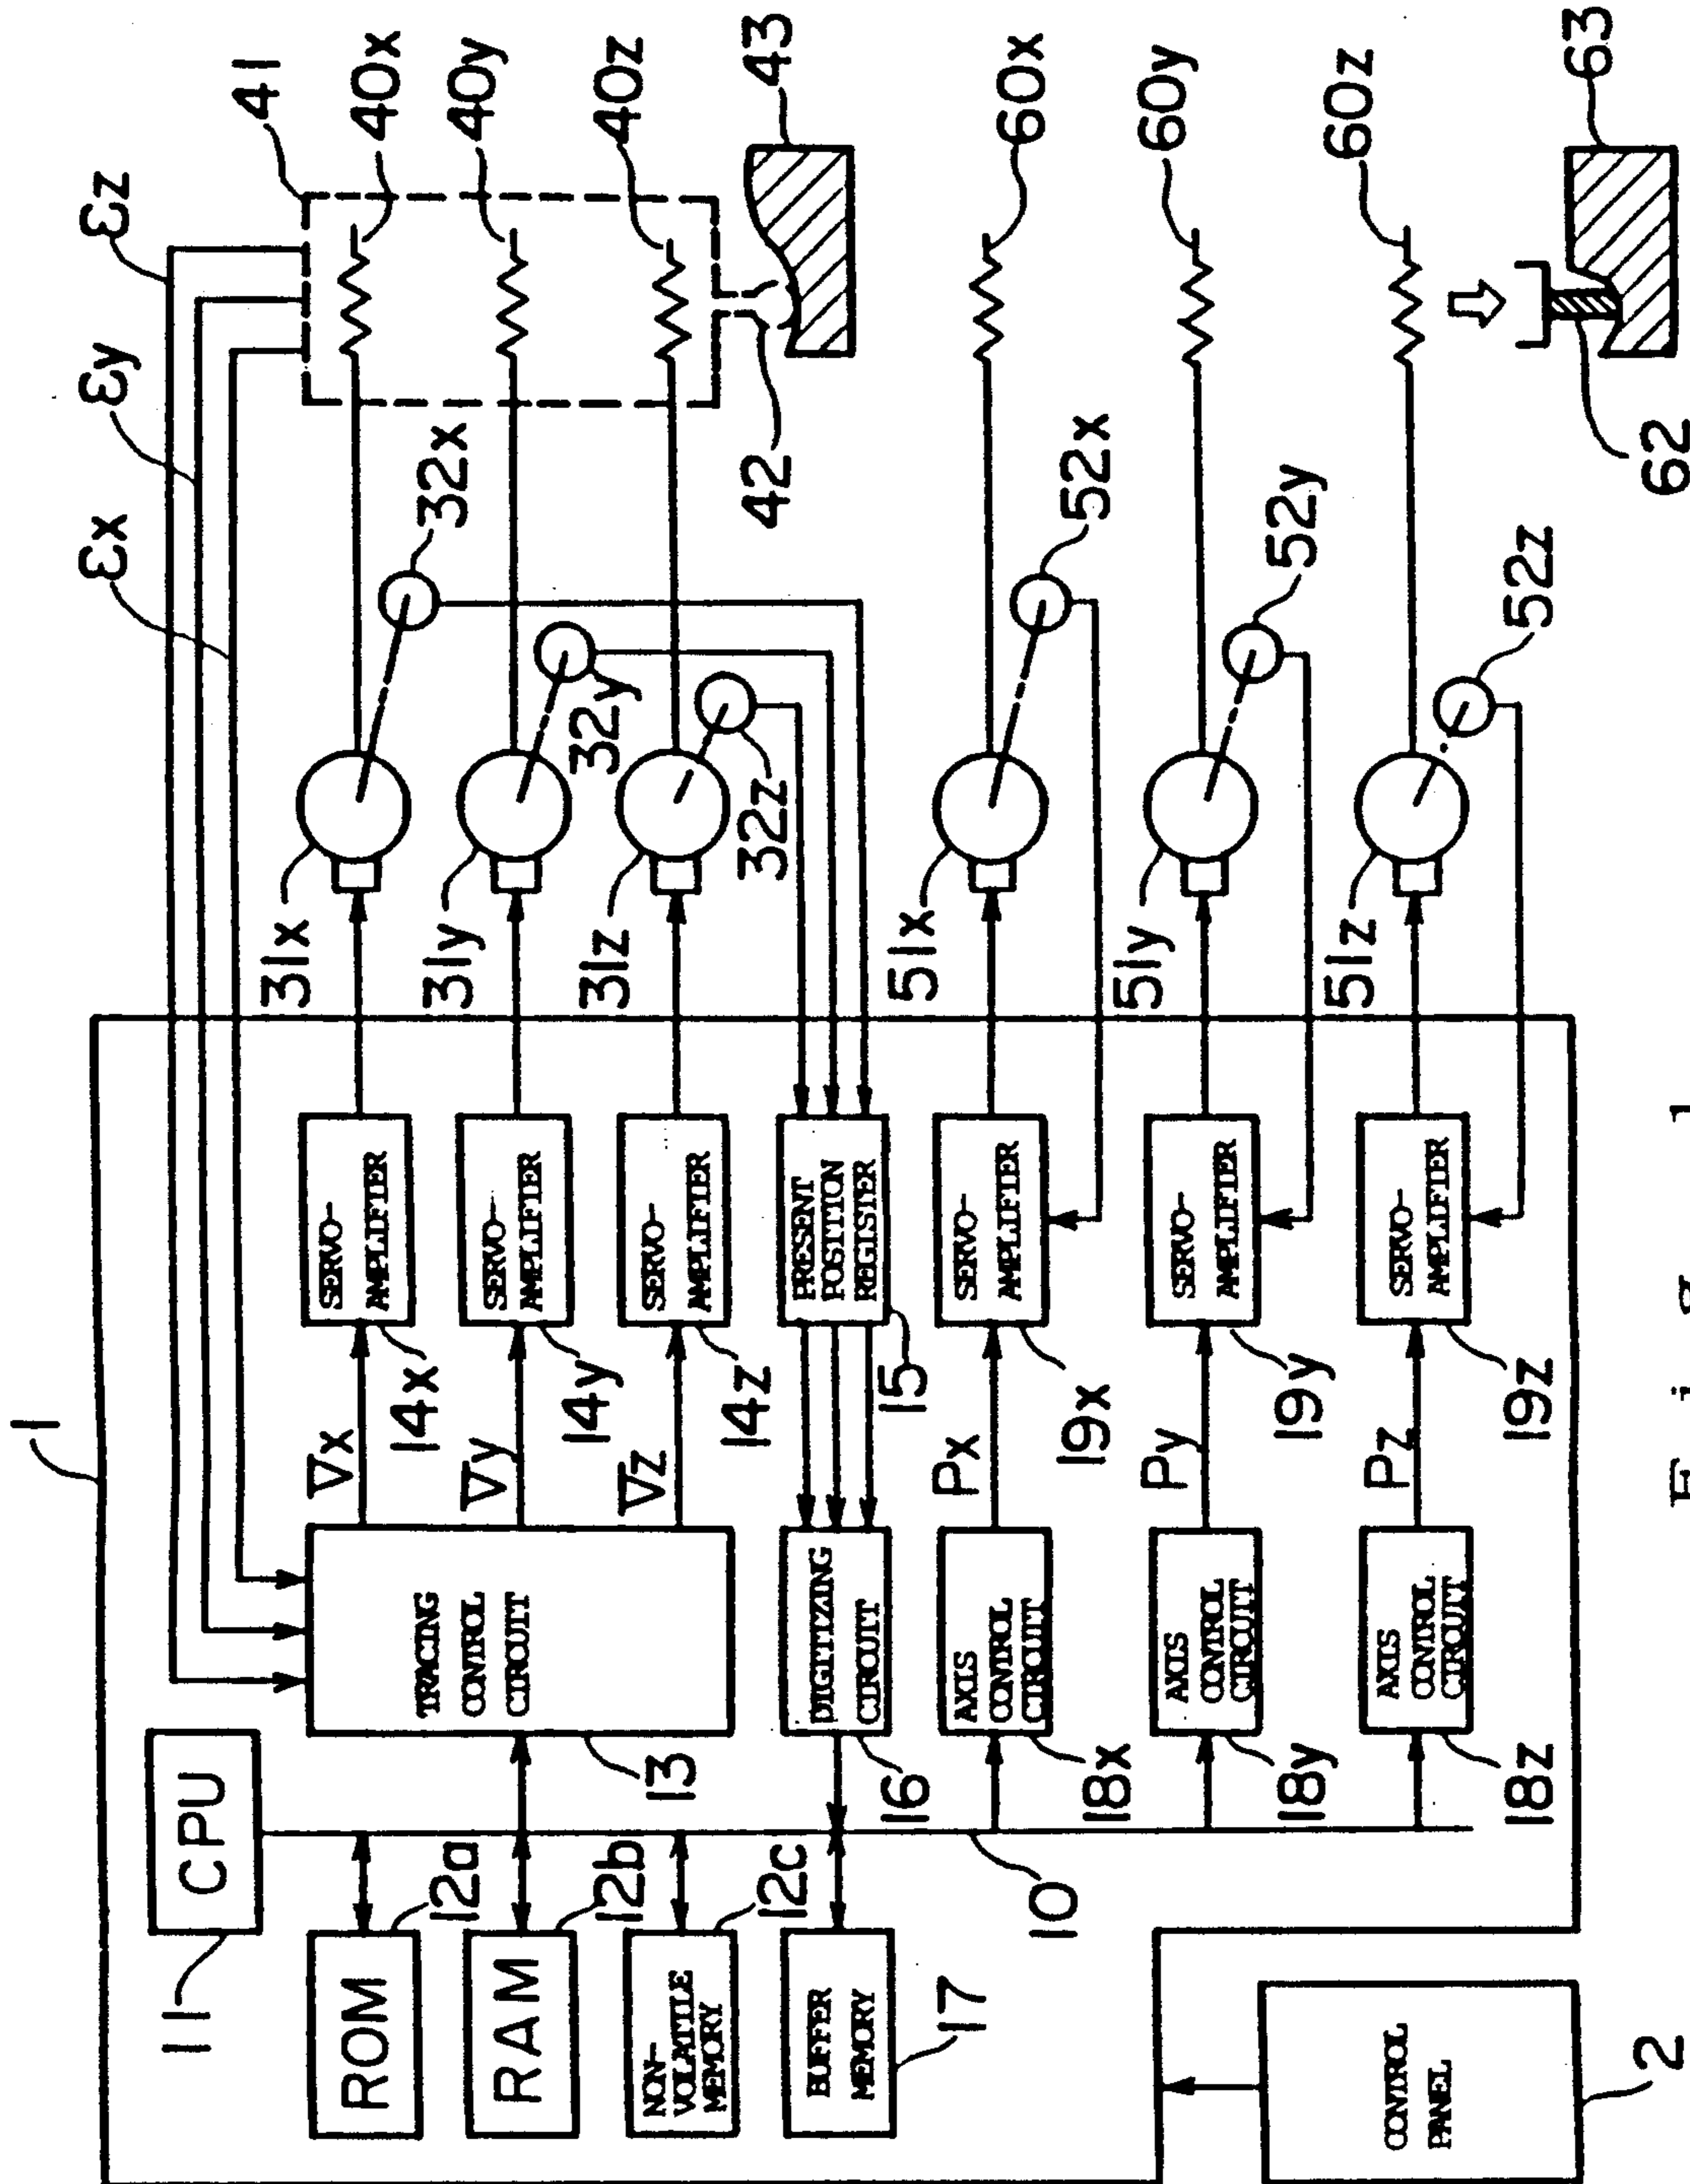 1
11
CPU
ROM
12a
RAM
12b
NON-
VOLATILE
MEMORY
12c
BUFFER
MEMORY
17
10
CONTROL
PANEL
2
TRACING
CONTROL
CIRCUIT
13
DIGITIZING
CIRCUIT
16
AXIS
CONTROL
CIRCUIT
18x
AXIS
CONTROL
CIRCUIT
18y
AXIS
CONTROL
CIRCUIT
18z
Vx
Vy
Vz
Px
Py
Pz
SERVO-
AMPLIFIER
14x
SERVO-
AMPLIFIER
14y
SERVO-
AMPLIFIER
14z
PRESENT
POSITION
REGISTER
15
SERVO-
AMPLIFIER
19x
SERVO-
AMPLIFIER
19y
SERVO-
AMPLIFIER
19z
31x
31y
31z
32x
32y
32z
51x
51y
51z
52x
52y
52z
εx
εy
εz
41
40x
40y
40z
42
43
60x
60y
60z
62
63
Fig. 1